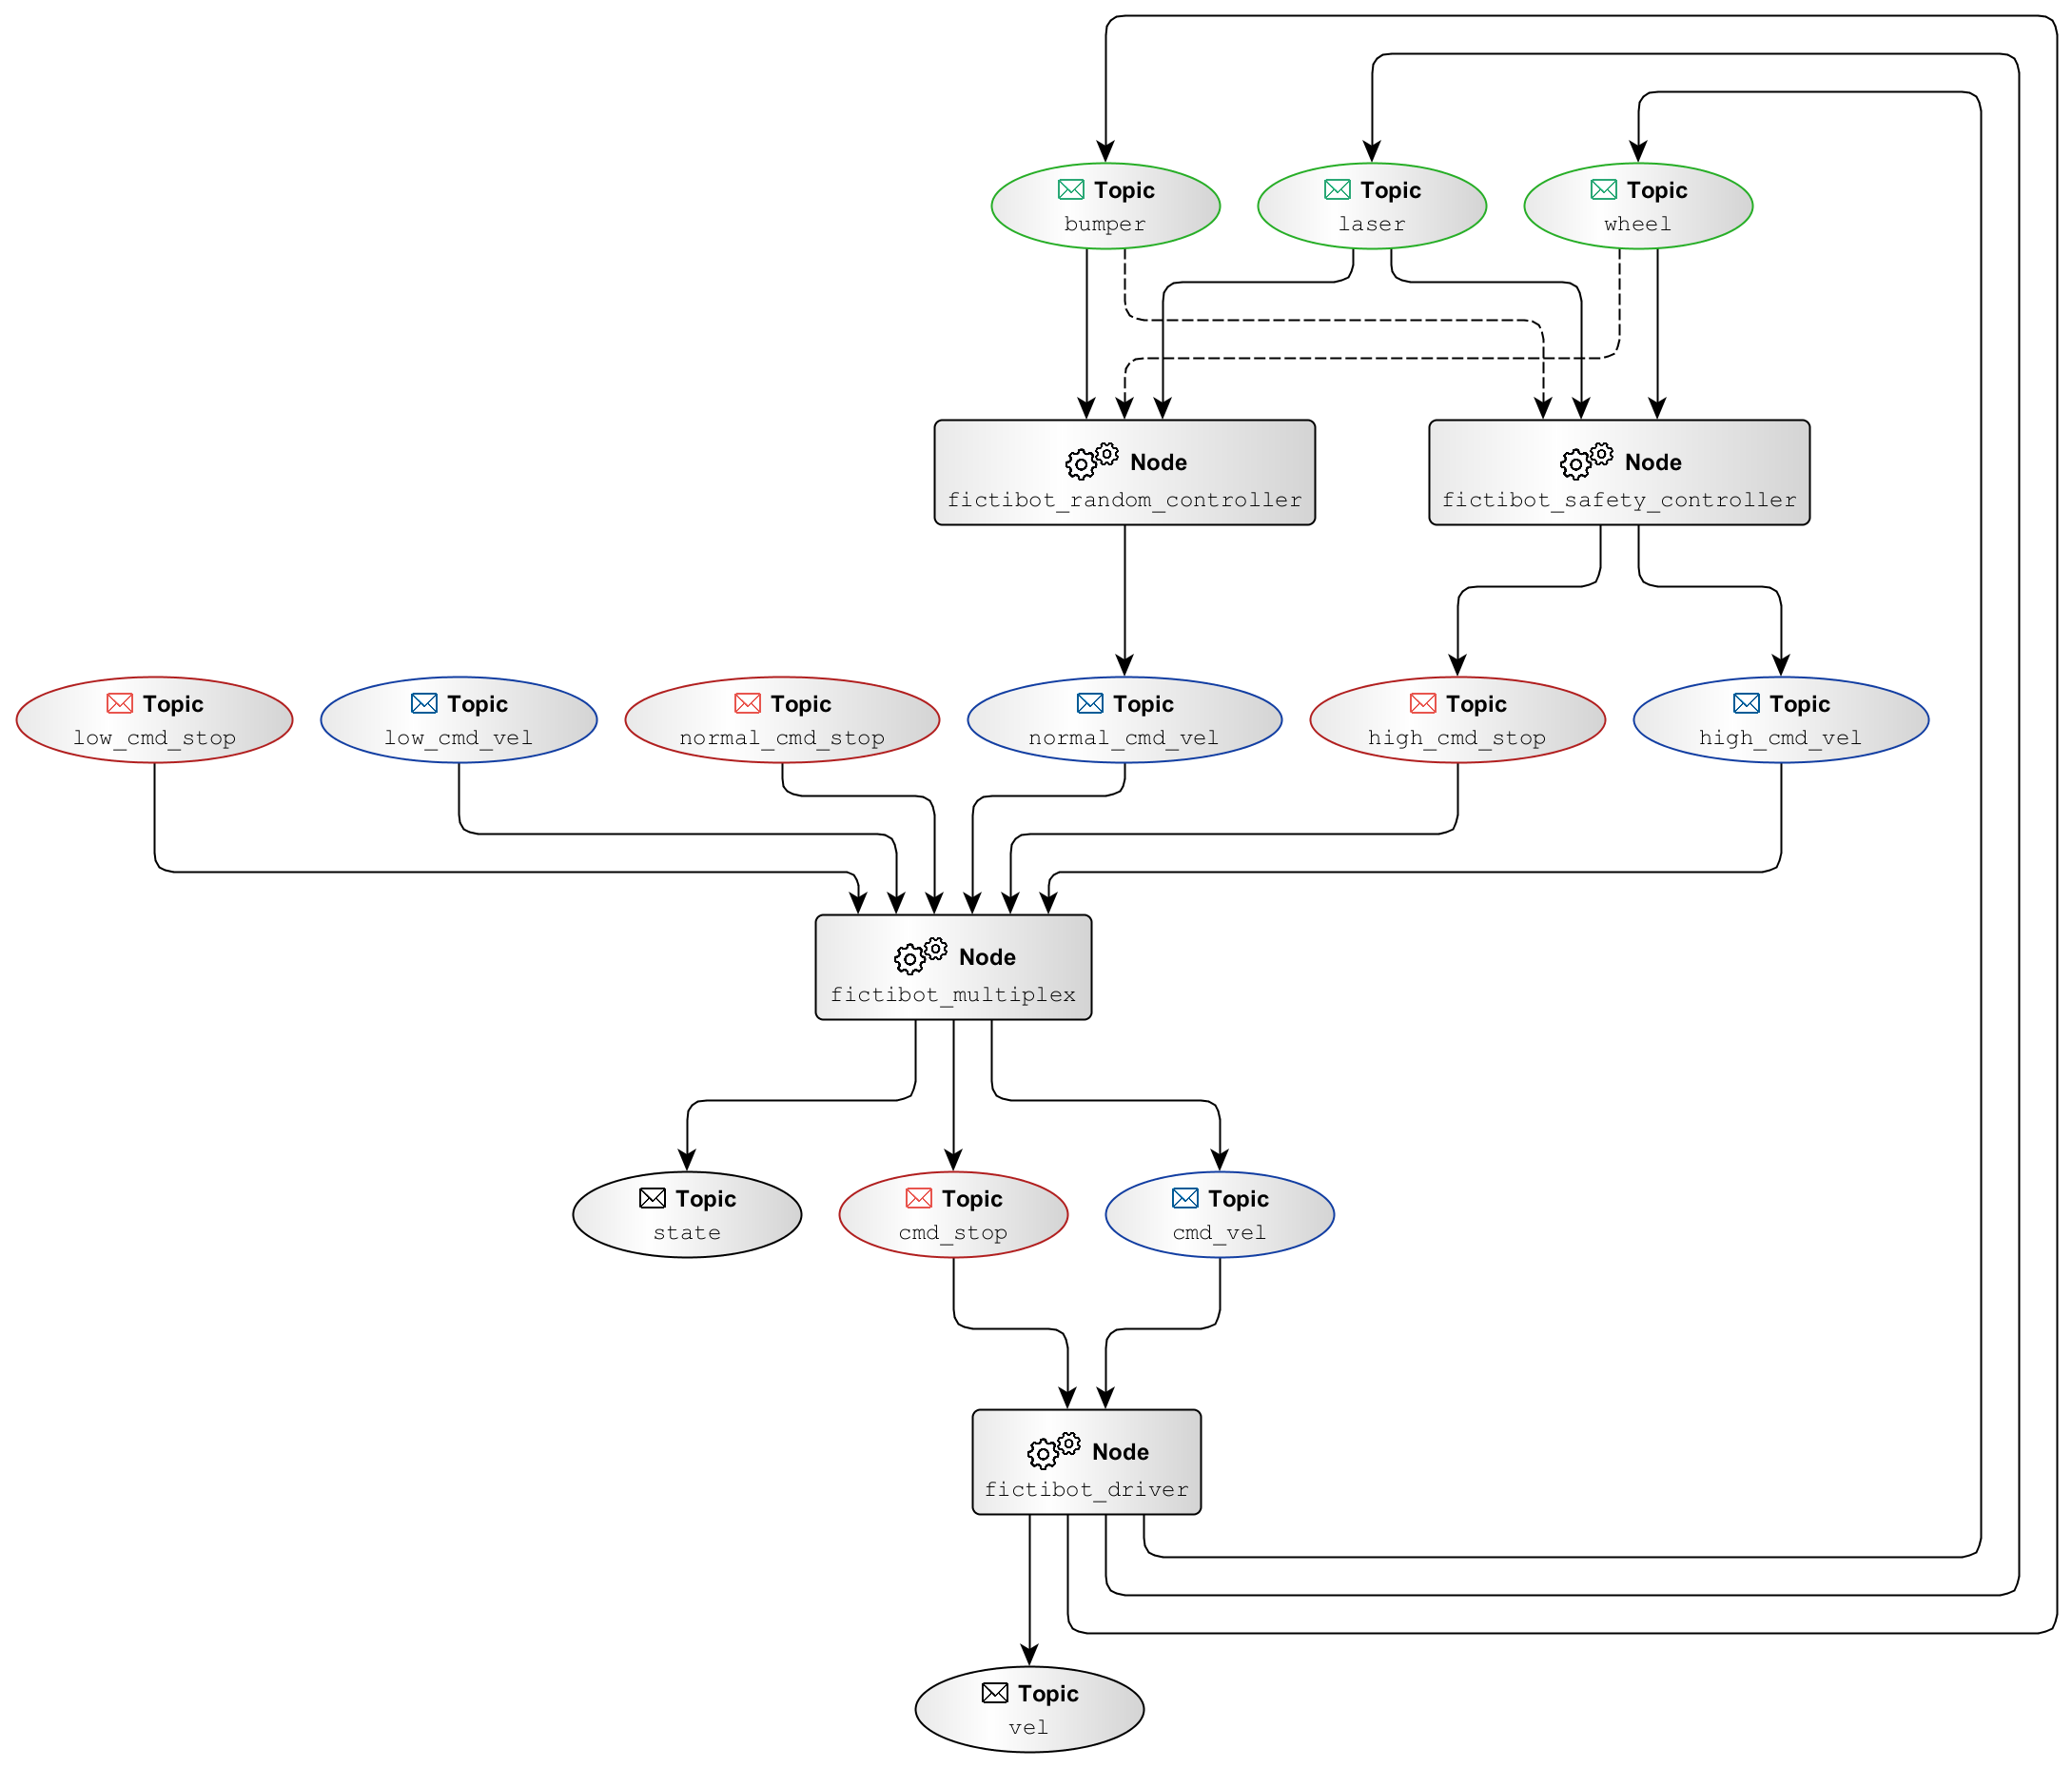 Topic
bumper
Topic
laser
Topic
wheel
Node
fictibot_random_controller
Node
fictibot_safety_controller
Topic
low_cmd_stop
Topic
low_cmd_vel
Topic
normal_cmd_stop
Topic
normal_cmd_vel
Topic
high_cmd_stop
Topic
high_cmd_vel
Node
fictibot_multiplex
Topic
state
Topic
cmd_stop
Topic
cmd_vel
Node
fictibot_driver
Topic
vel